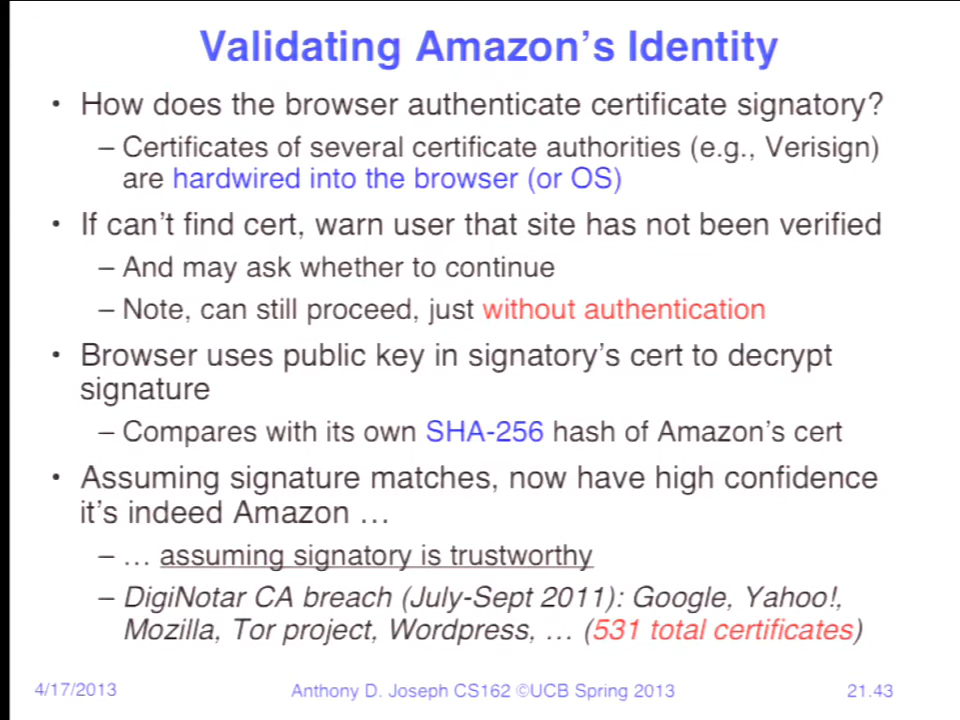 Validating Amazon's Identity
• How does the browser authenticate certificate signatory?
– Certificates of several certificate authorities (e.g., Verisign)
are hardwired into the browser (or OS)
• If can't find cert, warn user that site has not been verified
– And may ask whether to continue
– Note, can still proceed, just without authentication
• Browser uses public key in signatory's cert to decrypt
signature
– Compares with its own SHA-256 hash of Amazon's cert
• Assuming signature matches, now have high confidence
it's indeed Amazon …
– … assuming signatory is trustworthy
– DigiNotar CA breach (July-Sept 2011): Google, Yahoo!,
Mozilla, Tor project, Wordpress, … (531 total certificates)
4/17/2013 Anthony D. Joseph CS162 ©UCB Spring 2013 21.43